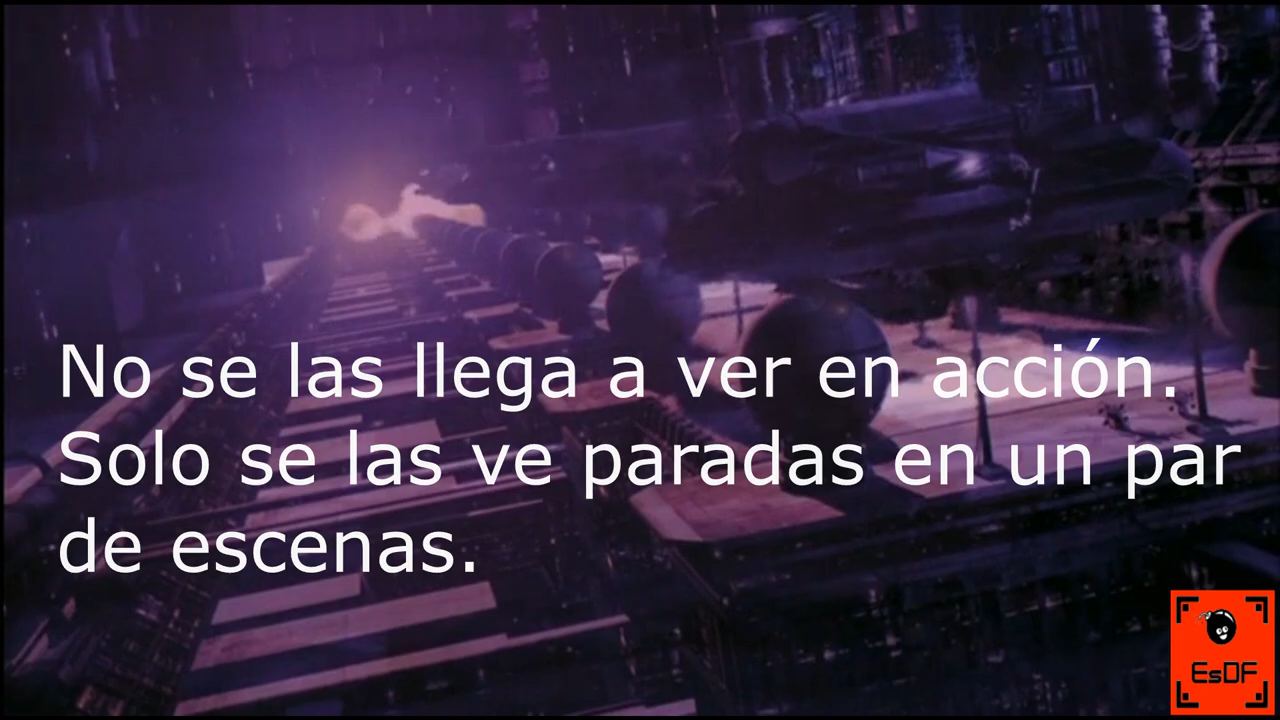 No se las llega a ver en acción.
Solo se las ve paradas en un par
de escenas.
EsDF